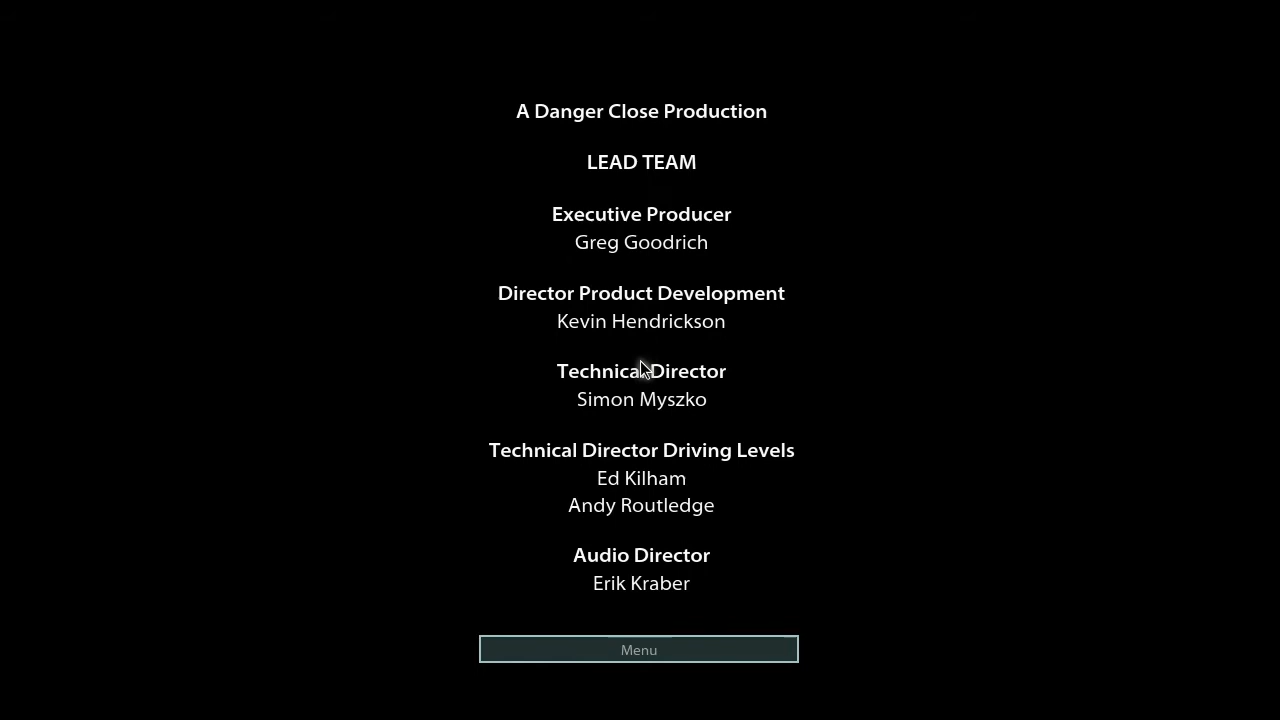 A Danger Close Production
LEAD TEAM
Executive Producer
Greg Goodrich
Director Product Development
Kevin Hendrickson
Technical Director
Simon Myszko
Technical Director Driving Levels
Ed Kilham
Andy Routledge
Audio Director
Erik Kraber
Menu